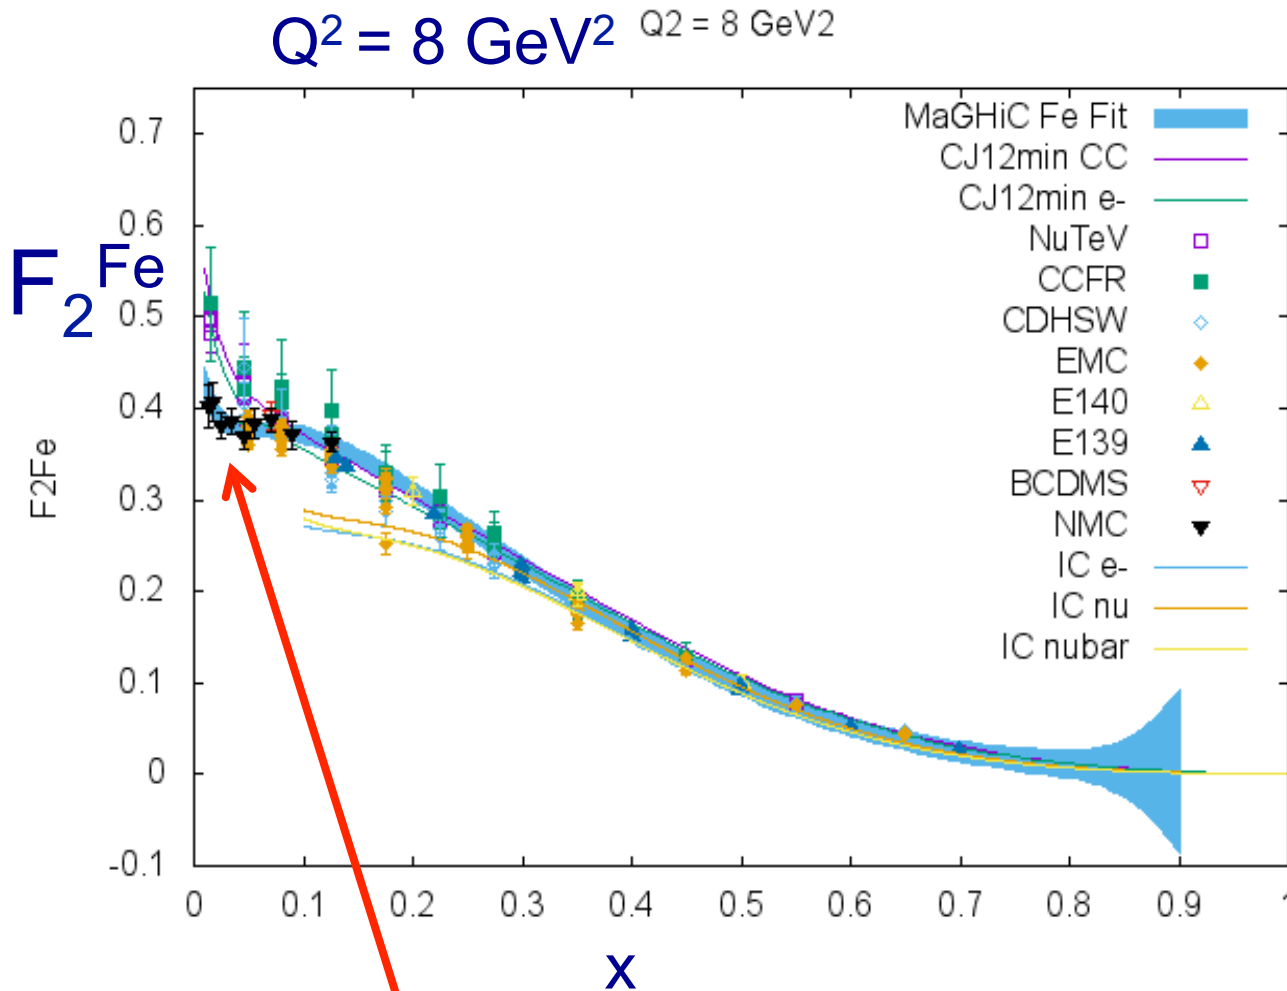 Q² = 8 GeV² Q2 = 8 GeV2
MaGHiC Fe Fit
CJ12min CC
CJ12min e-
NuTeV
CCFR
CDHSW
EMC
E140
E139
BCDMS
NMC
IC e-
IC nu
IC nubar
0.7
0.6
0.5
0.4
0.3
0.2
0.1
0
-0.1
F₂Fe
F2Fe
0 0.1 0.2 0.3 0.4 0.5 0.6 0.7 0.8 0.9
x